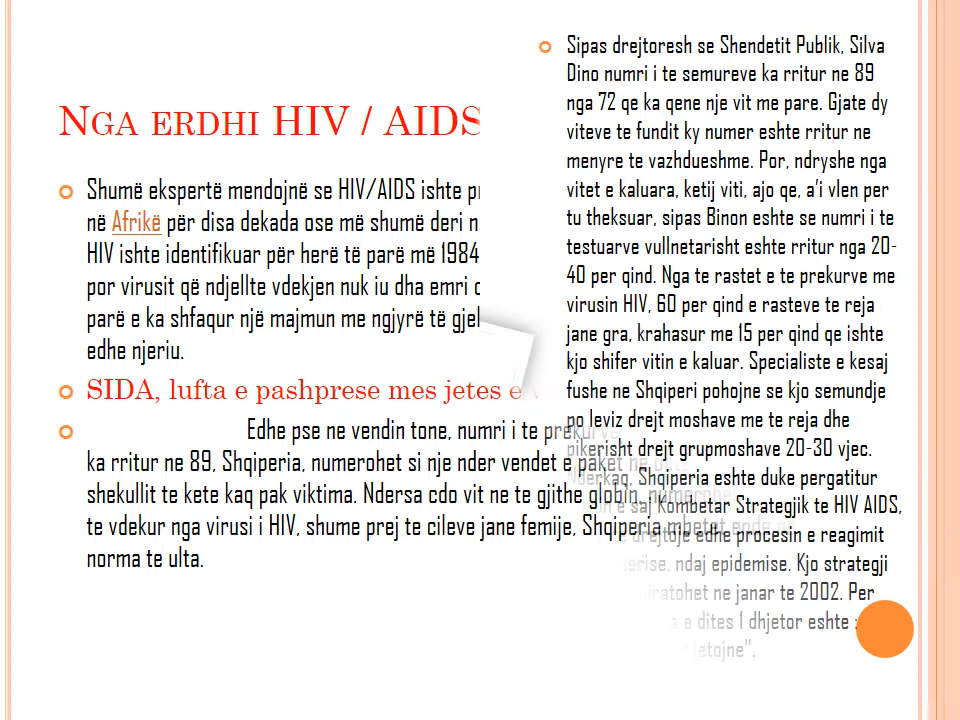 NGA ERDHI HIV / AIDS
Shumë ekspertë mendojnë se HIV/AIDS ishte
në Afrikë për disa dekada ose më shumë deri
HIV ishte identifikuar për herë të parë më 1984
por virusit që ndjellte vdekjen nuk iu dha emri
parë e ka shfaqur një majmun me ngjyrë të
edhe njeriu.
SIDA, lufta e pashprese mes jetes e
Edhe pse ne vendin tone, numri i te prekurve
ka rritur ne 89, Shqiperia, numerohet si nje nder vendet e paket ne
shekullit te kete kaq pak viktima. Ndersa cdo vit ne te gjithe globin, numerohen
te vdekur nga virusi i HIV, shume prej te cileve jane femije, Shqiperia mbetet ende ne
norma te ulta.
Sipas drejtoresh se Shendetit Publik, Silva
Dino numri i te semureve ka rritur ne 89
nga 72 qe ka qene nje vit me pare. Gjate dy
viteve te fundit ky numer eshte rritur ne
menyre te vazhdueshme. Por, ndryshe nga
vitet e kaluara, ketij viti, ajo qe, a'i vlen per
tu theksuar, sipas Binon eshte se numri i te
testuarve vullnetarisht eshte rritur nga 20-
40 per qind. Nga te rastet e te prekurve me
virusin HIV, 60 per qind e rasteve te reja
jane gra, krahasur me 15 per qind qe ishte
kjo shifer vitin e kaluar. Specialiste e kesaj
fushe ne Shqiperi pohojne se kjo semundje
po leviz drejt moshave me te reja dhe
pikerisht drejt grupmoshave 20-30 vjec.
Nderkaq, Shqiperia eshte duke pergatitur
e saj Kombetar Strategjik te HIV AIDS,
te drejtoje edhe procesin e reagimit
ndaj epidemise. Kjo strategji
ne janar te 2002. Per
e dites 1 dhjetor eshte
jetojne".